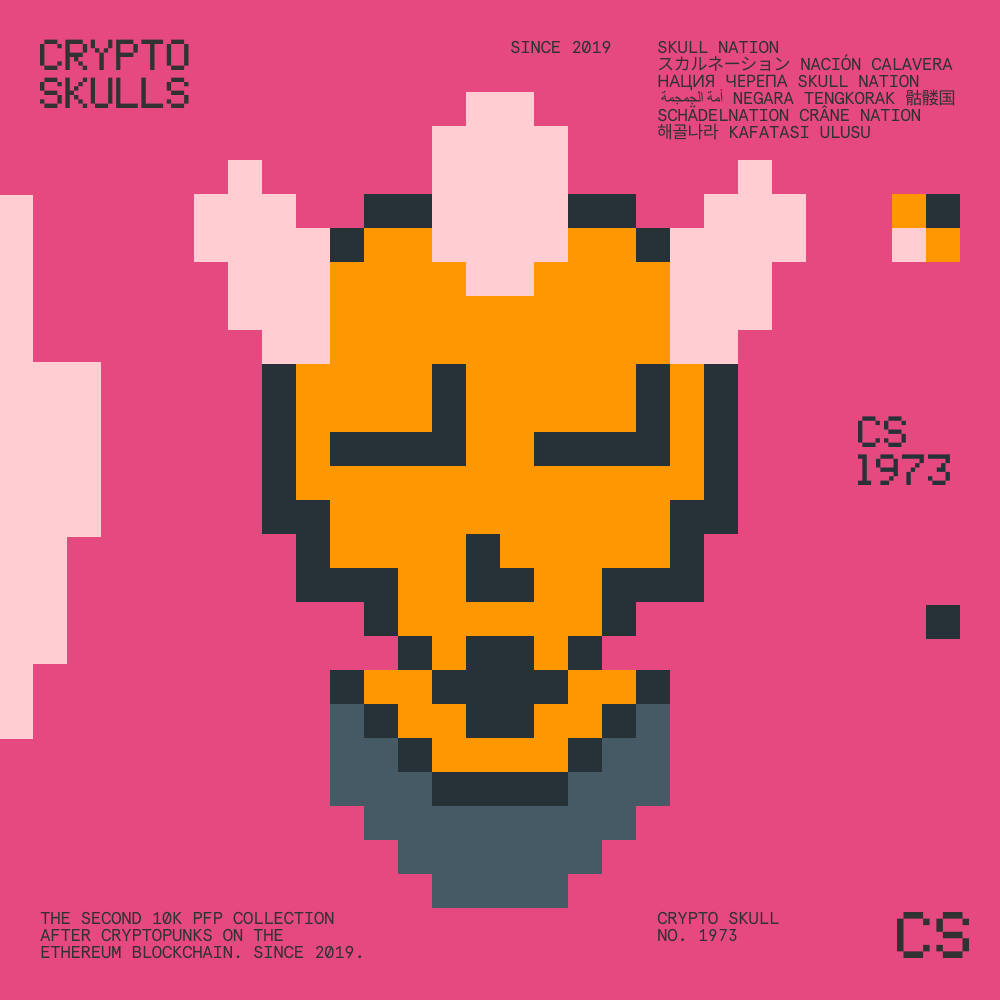 CRYPTO
SKULLS
SINCE 2019
SKULL NATION
スカルネーション NACIÓN CALAVERA
НАЦИЯ ЧЕРЕПА SKULL NATION
أمة الجمجمة NEGARA TENGKORAK 骷髅国
SCHÄDELNATION CRÂNE NATION
해골나라 KAFATASI ULUSU
CS
1973
THE SECOND 10K PFP COLLECTION
AFTER CRYPTOPUNKS ON THE
ETHEREUM BLOCKCHAIN. SINCE 2019.
CRYPTO SKULL
NO. 1973
CS